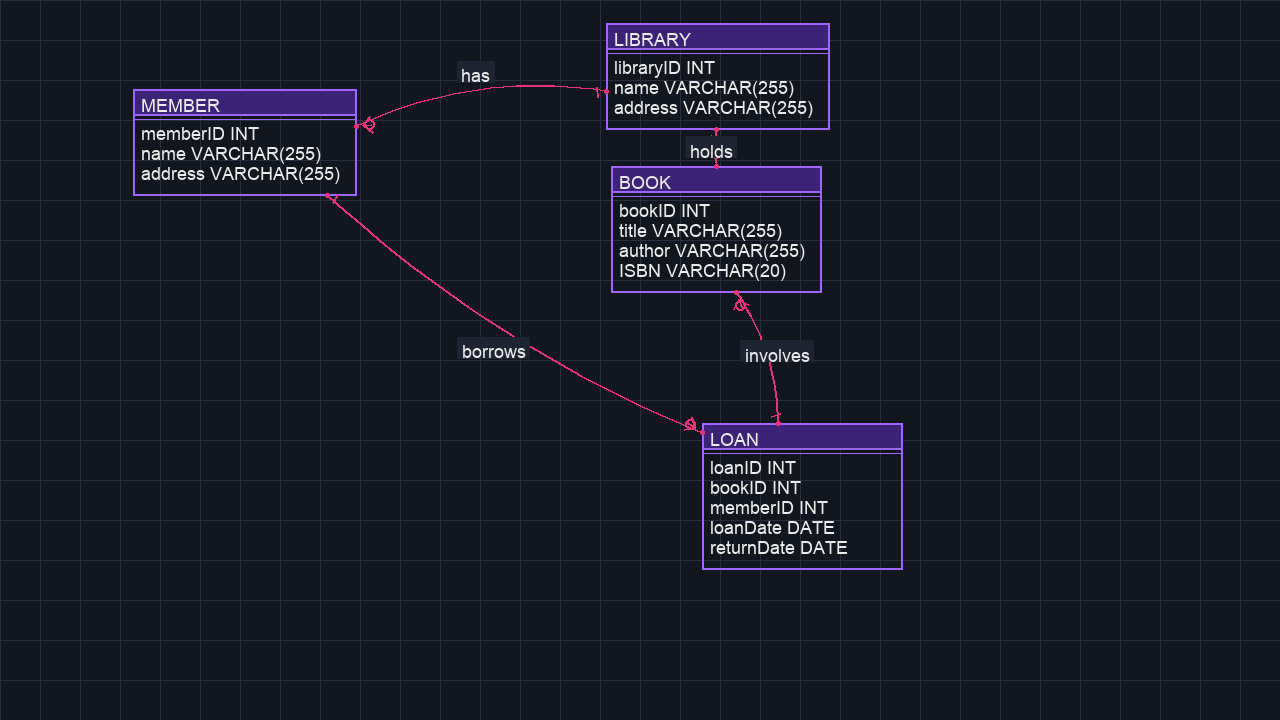 LIBRARY
libraryID INT
name VARCHAR(255)
address VARCHAR(255)
has
MEMBER
memberID INT
name VARCHAR(255)
address VARCHAR(255)
holds
BOOK
bookID INT
title VARCHAR(255)
author VARCHAR(255)
ISBN VARCHAR(20)
borrows
involves
LOAN
loanID INT
bookID INT
memberID INT
loanDate DATE
returnDate DATE